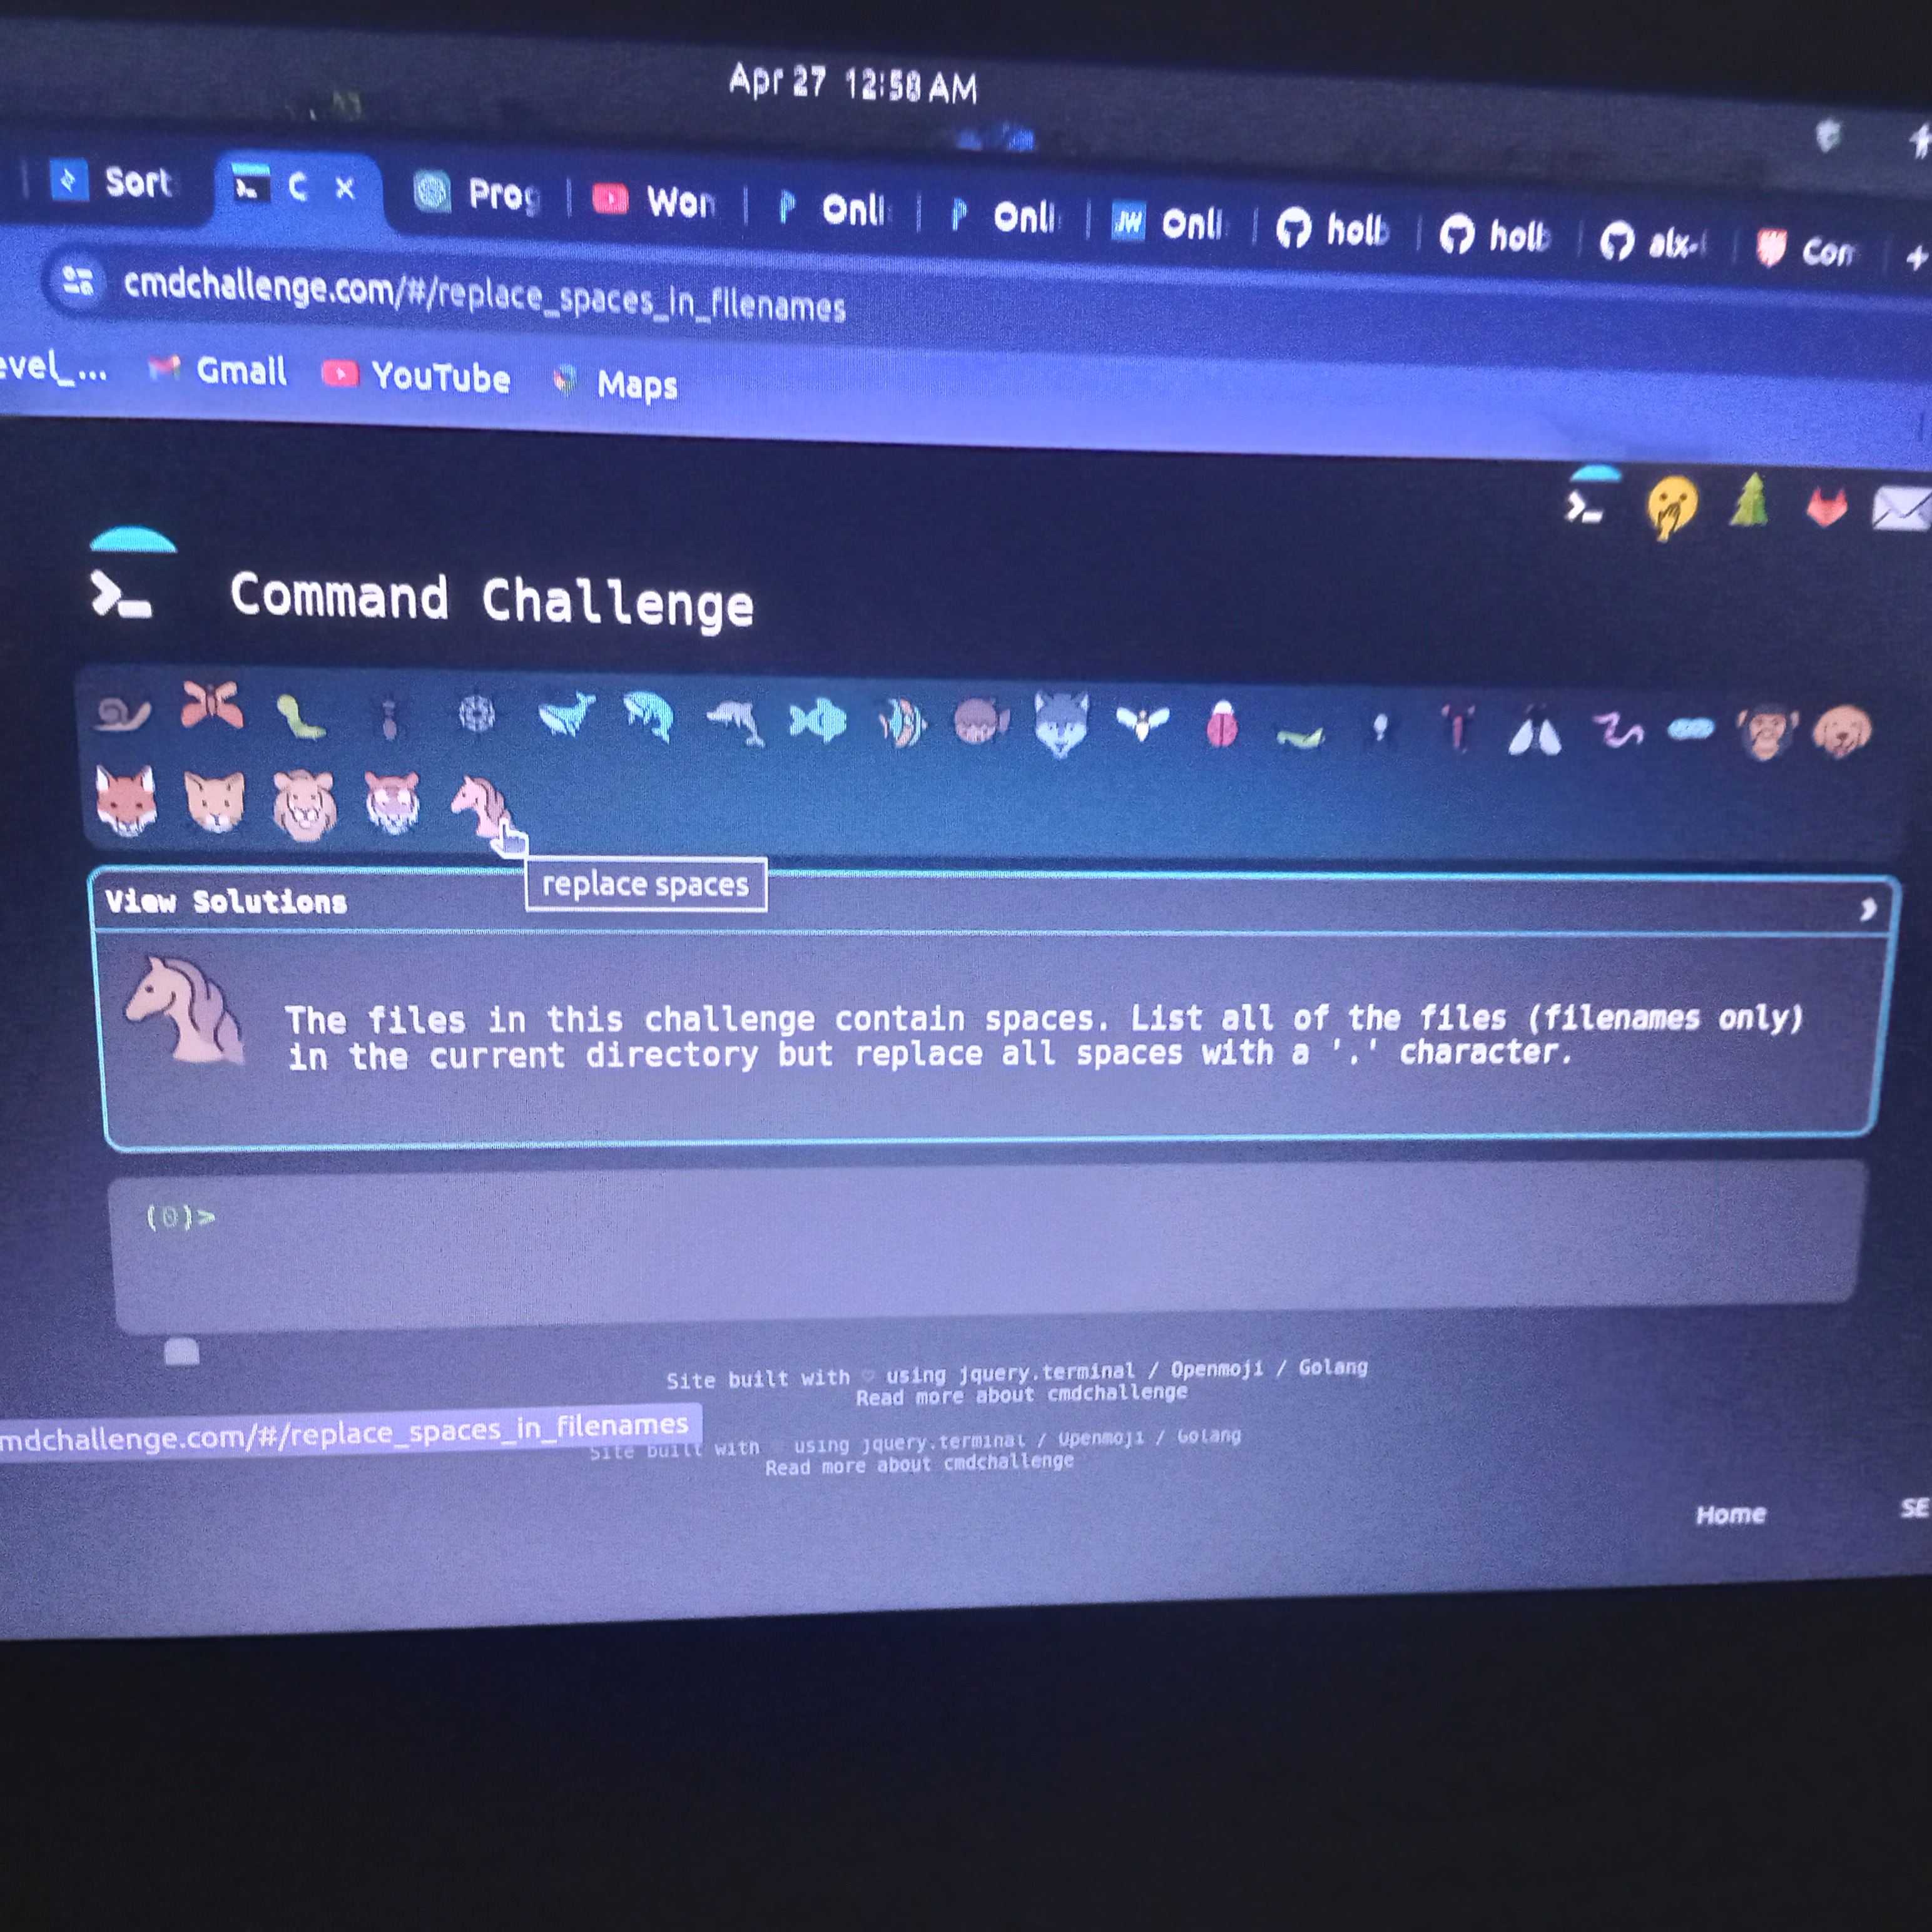 Apr 27 12:58 AM
Sort
C
Prog
Won
Onli
Onli
JW Onli
holb
holb
alx-
Con
cmdchallenge.com/#/replace_spaces_in_filenames
evel_...
Gmail
YouTube
Maps
Command Challenge
replace spaces
View Solutions
The files in this challenge contain spaces. List all of the files (filenames only)
in the current directory but replace all spaces with a '.' character.
(0)>
Site built with ♡ using jquery.terminal / Openmoji / Golang
Read more about cmdchallenge
mdchallenge.com/#/replace_spaces_in_filenames
Site built with using jquery.terminal / Openmoji / Golang
Read more about cmdchallenge
Home
SE